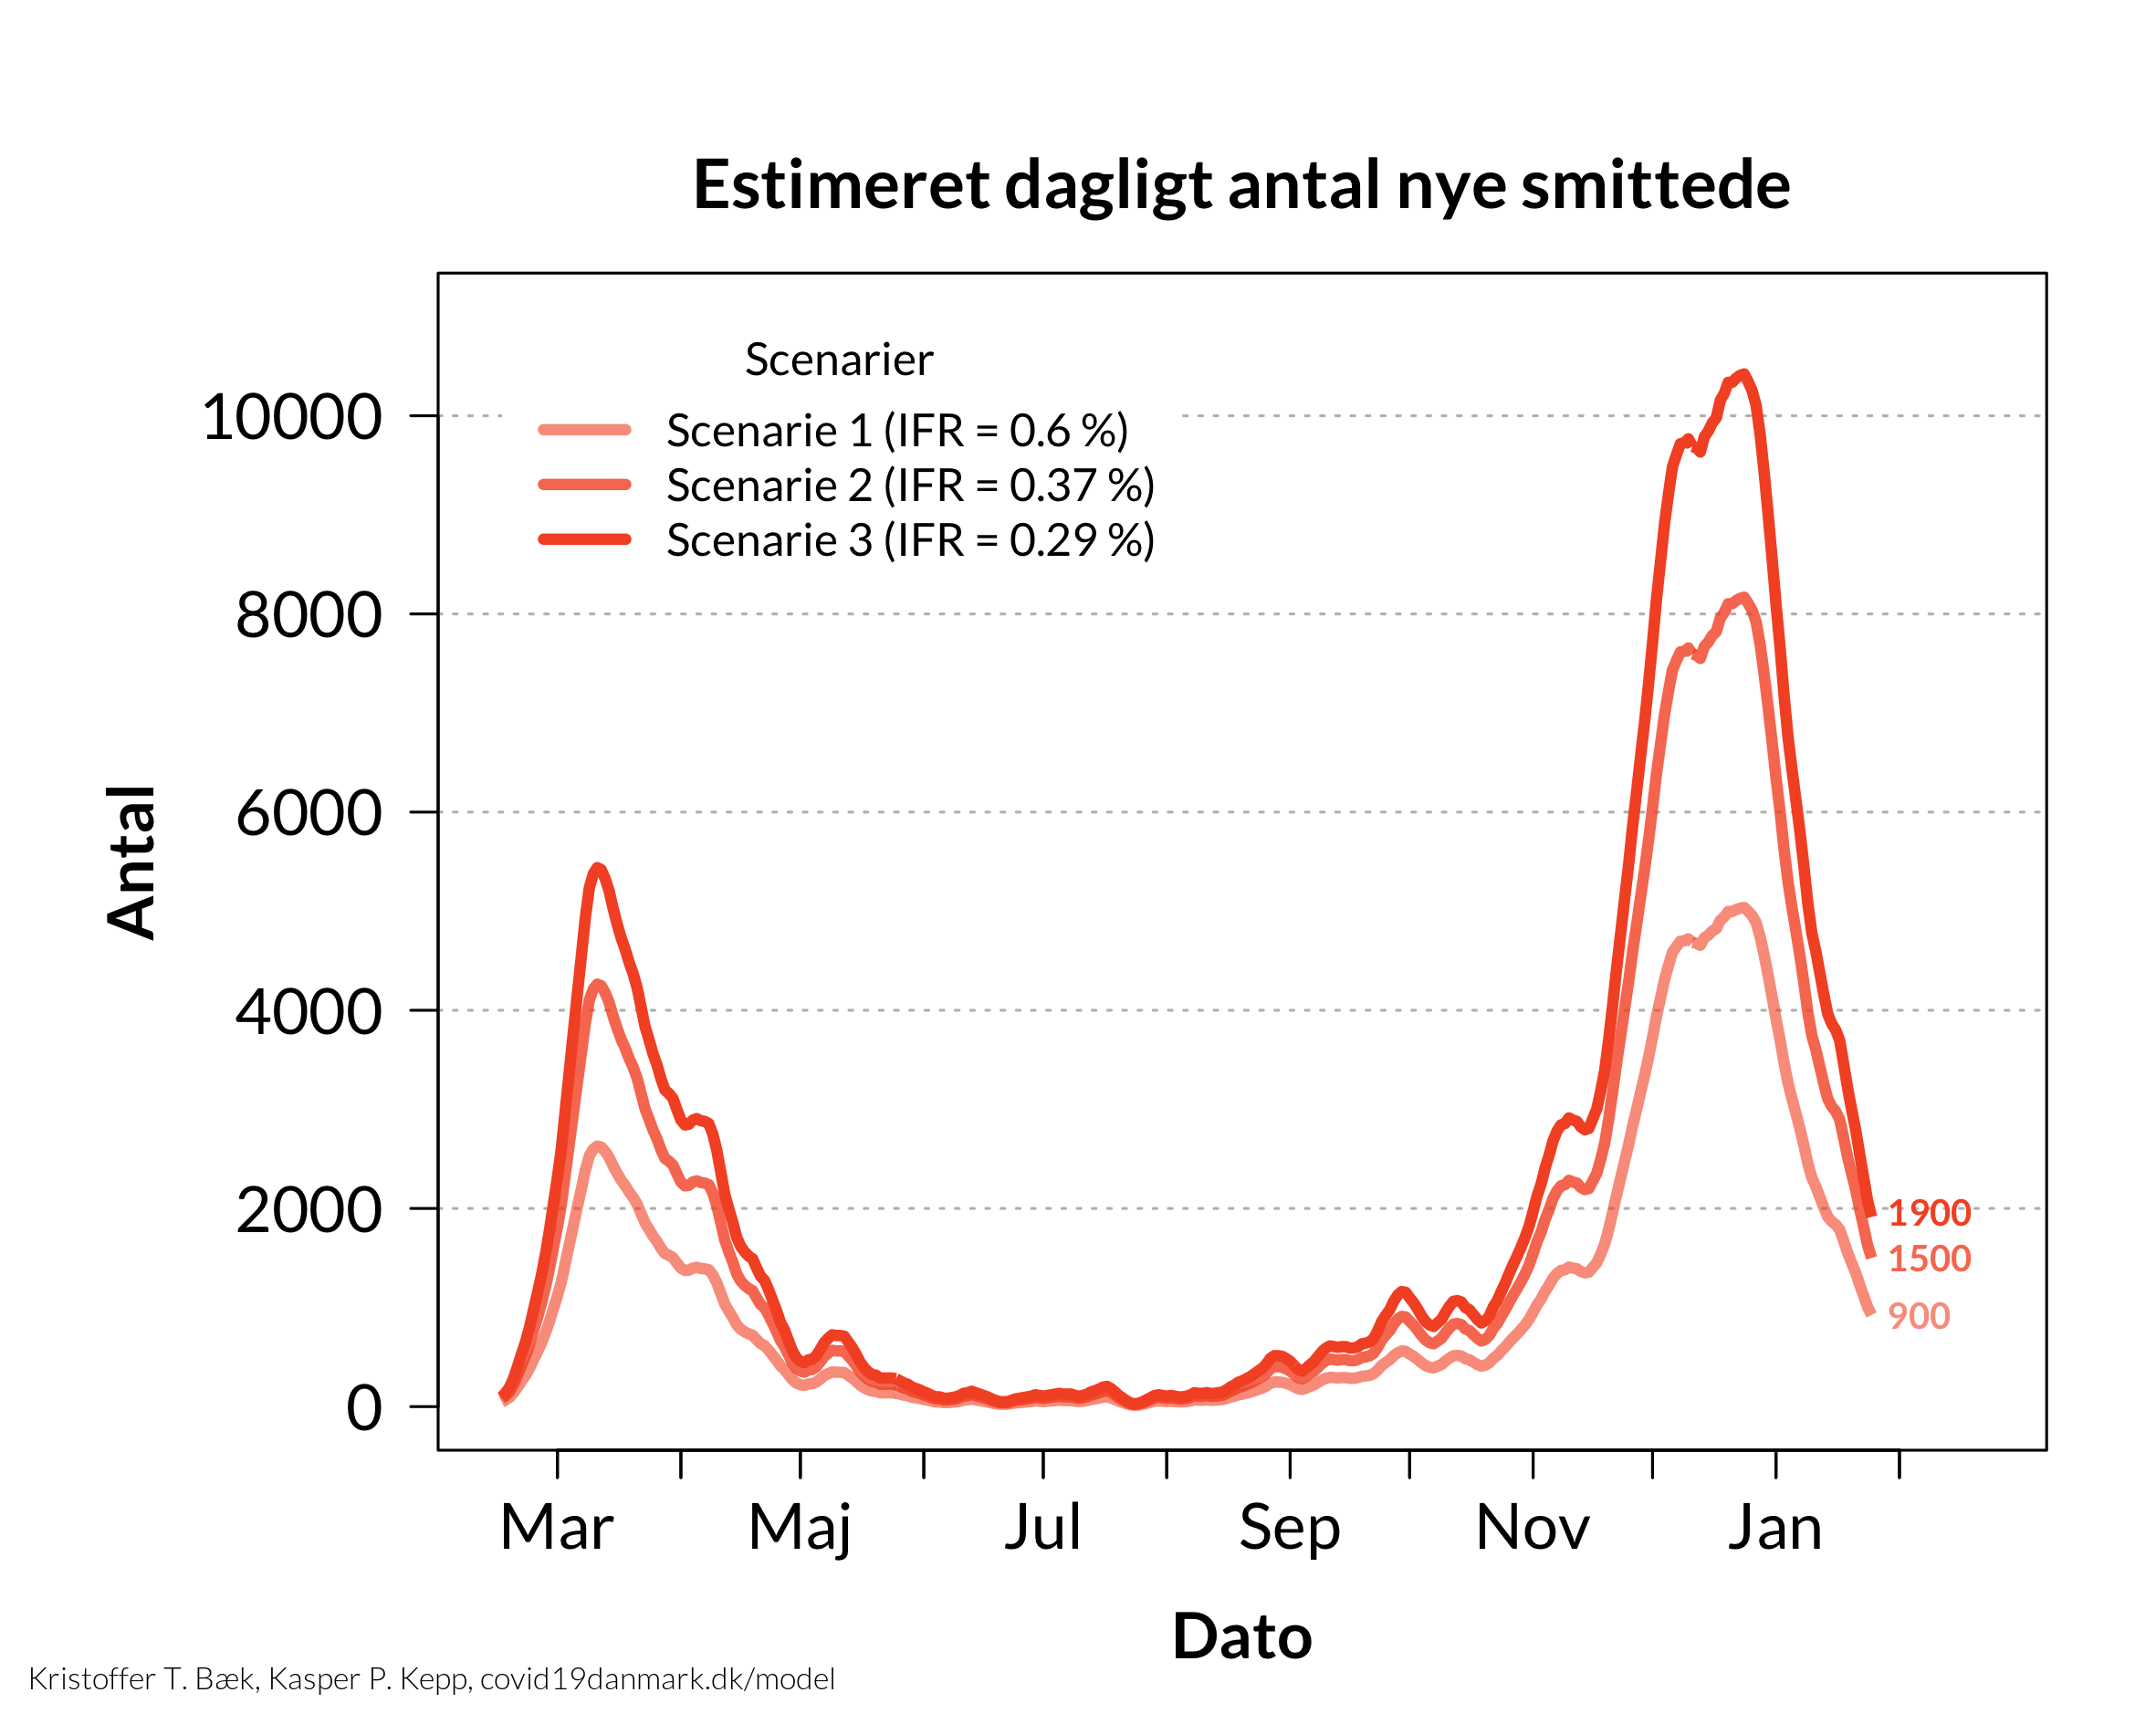 Estimeret dagligt antal nye smittede
Scenarier
Scenarie 1 (IFR = 0.6 %)
Scenarie 2 (IFR = 0.37 %)
Scenarie 3 (IFR = 0.29 %)
Antal
10000
8000
6000
4000
2000
0
1900
1500
900
Mar Maj Jul Sep Nov Jan
Dato
Kristoffer T. Bæk, Kasper P. Kepp, covid19danmark.dk/model